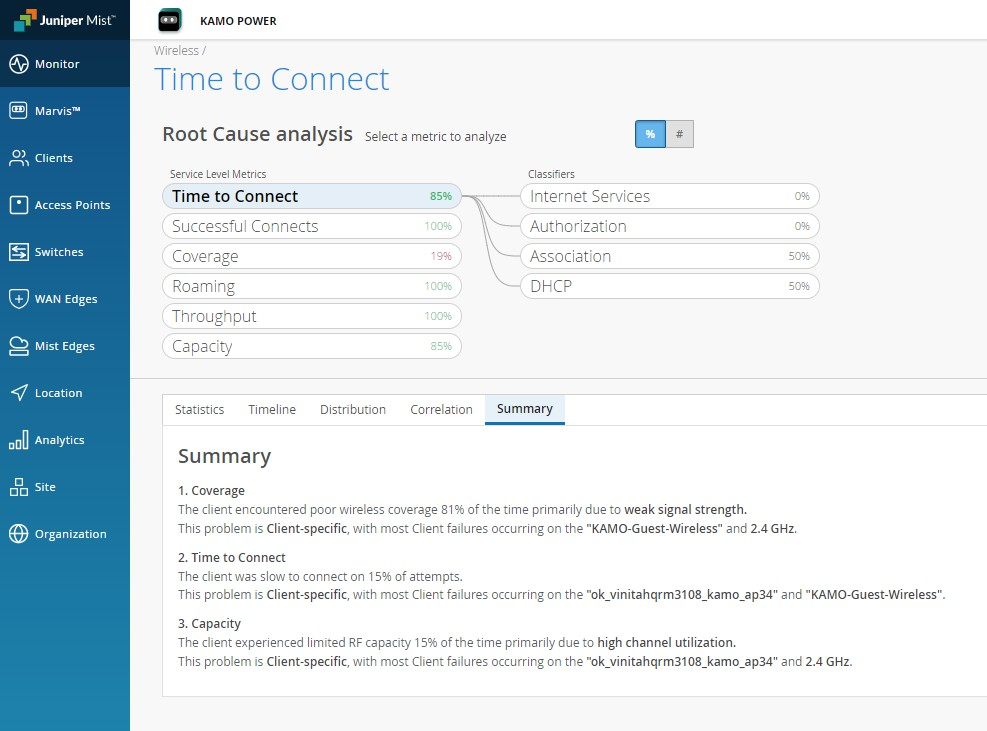 Juniper Mist™
KAMO POWER
Monitor
Marvis™
Clients
Access Points
Switches
WAN Edges
Mist Edges
Location
Analytics
Site
Organization
Wireless /
Time to Connect
Root Cause analysis Select a metric to analyze % #
Service Level Metrics Classifiers
Time to Connect 85% Internet Services 0%
Successful Connects 100% Authorization 0%
Coverage 19% Association 50%
Roaming 100% DHCP 50%
Throughput 100%
Capacity 85%
Statistics Timeline Distribution Correlation Summary
Summary
1. Coverage
The client encountered poor wireless coverage 81% of the time primarily due to weak signal strength.
This problem is Client-specific, with most Client failures occurring on the "KAMO-Guest-Wireless" and 2.4 GHz.
2. Time to Connect
The client was slow to connect on 15% of attempts.
This problem is Client-specific, with most Client failures occurring on the "ok_vinitahqrm3108_kamo_ap34" and "KAMO-Guest-Wireless".
3. Capacity
The client experienced limited RF capacity 15% of the time primarily due to high channel utilization.
This problem is Client-specific, with most Client failures occurring on the "ok_vinitahqrm3108_kamo_ap34" and 2.4 GHz.